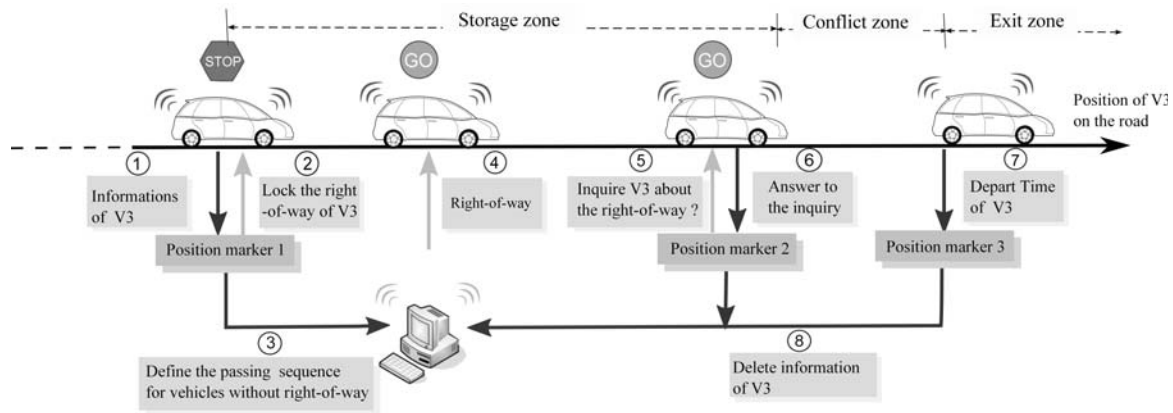 Storage zone
Conflict zone
Exit zone
STOP
GO
GO
Position of V3
on the road
①
②
④
⑤
⑥
⑦
Informations
of V3
Lock the right
-of-way of V3
Right-of-way
Inquire V3 about
the right-of-way ?
Answer to
the inquiry
Depart Time
of V3
Position marker 1
Position marker 2
Position marker 3
③
Define the passing sequence
for vehicles without right-of-way
⑧
Delete information
of V3